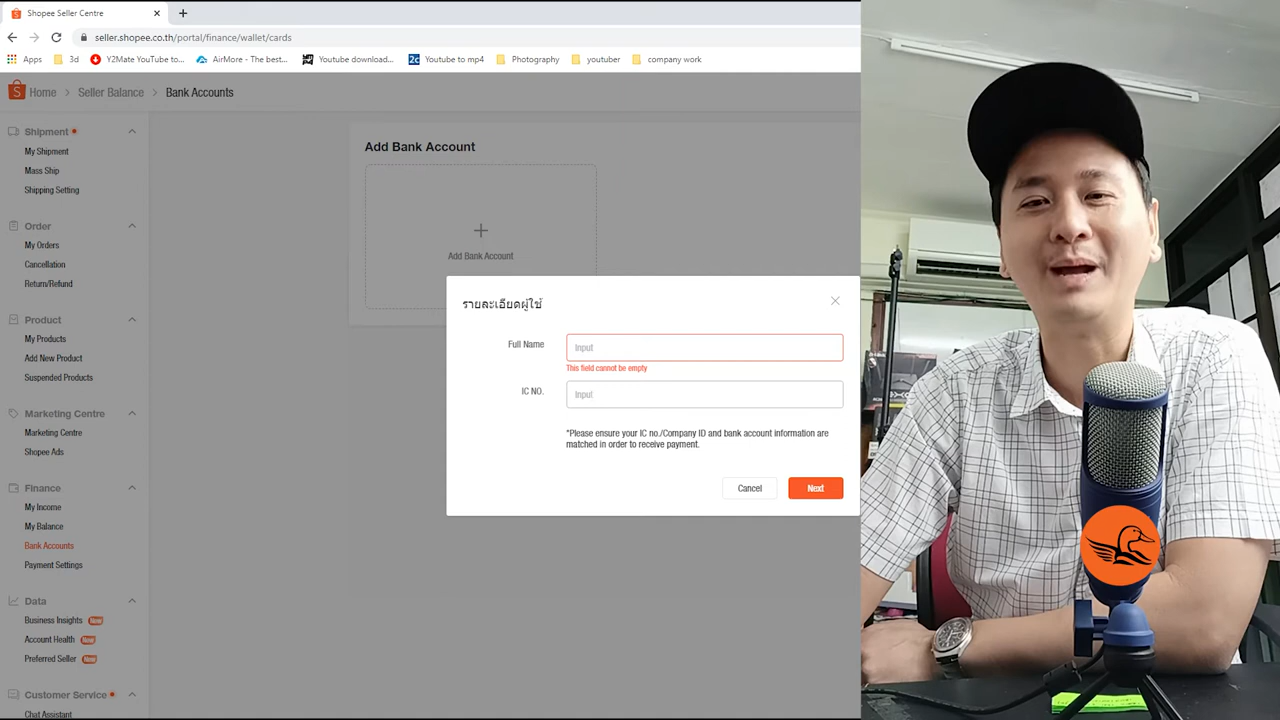 Shopee Seller Centre
seller.shopee.co.th/portal/finance/wallet/cards
Apps
3d
Y2Mate YouTube to...
AirMore - The best...
Youtube download...
2c
Youtube to mp4
Photography
youtuber
company work
Home > Seller Balance > Bank Accounts
Shipment
My Shipment
Mass Ship
Shipping Setting
Order
My Orders
Cancellation
Return/Refund
Product
My Products
Add New Product
Suspended Products
Marketing Centre
Marketing Centre
Shopee Ads
Finance
My Income
My Balance
Bank Accounts
Payment Settings
Data
Business Insights New
Account Health New
Preferred Seller New
Customer Service
Chat Assistant
Add Bank Account
Add Bank Account
รายละเอียดผู้ใช้
Full Name
Input
This field cannot be empty
IC NO.
Input
*Please ensure your IC no./Company ID and bank account information are
matched in order to receive payment.
Cancel
Next